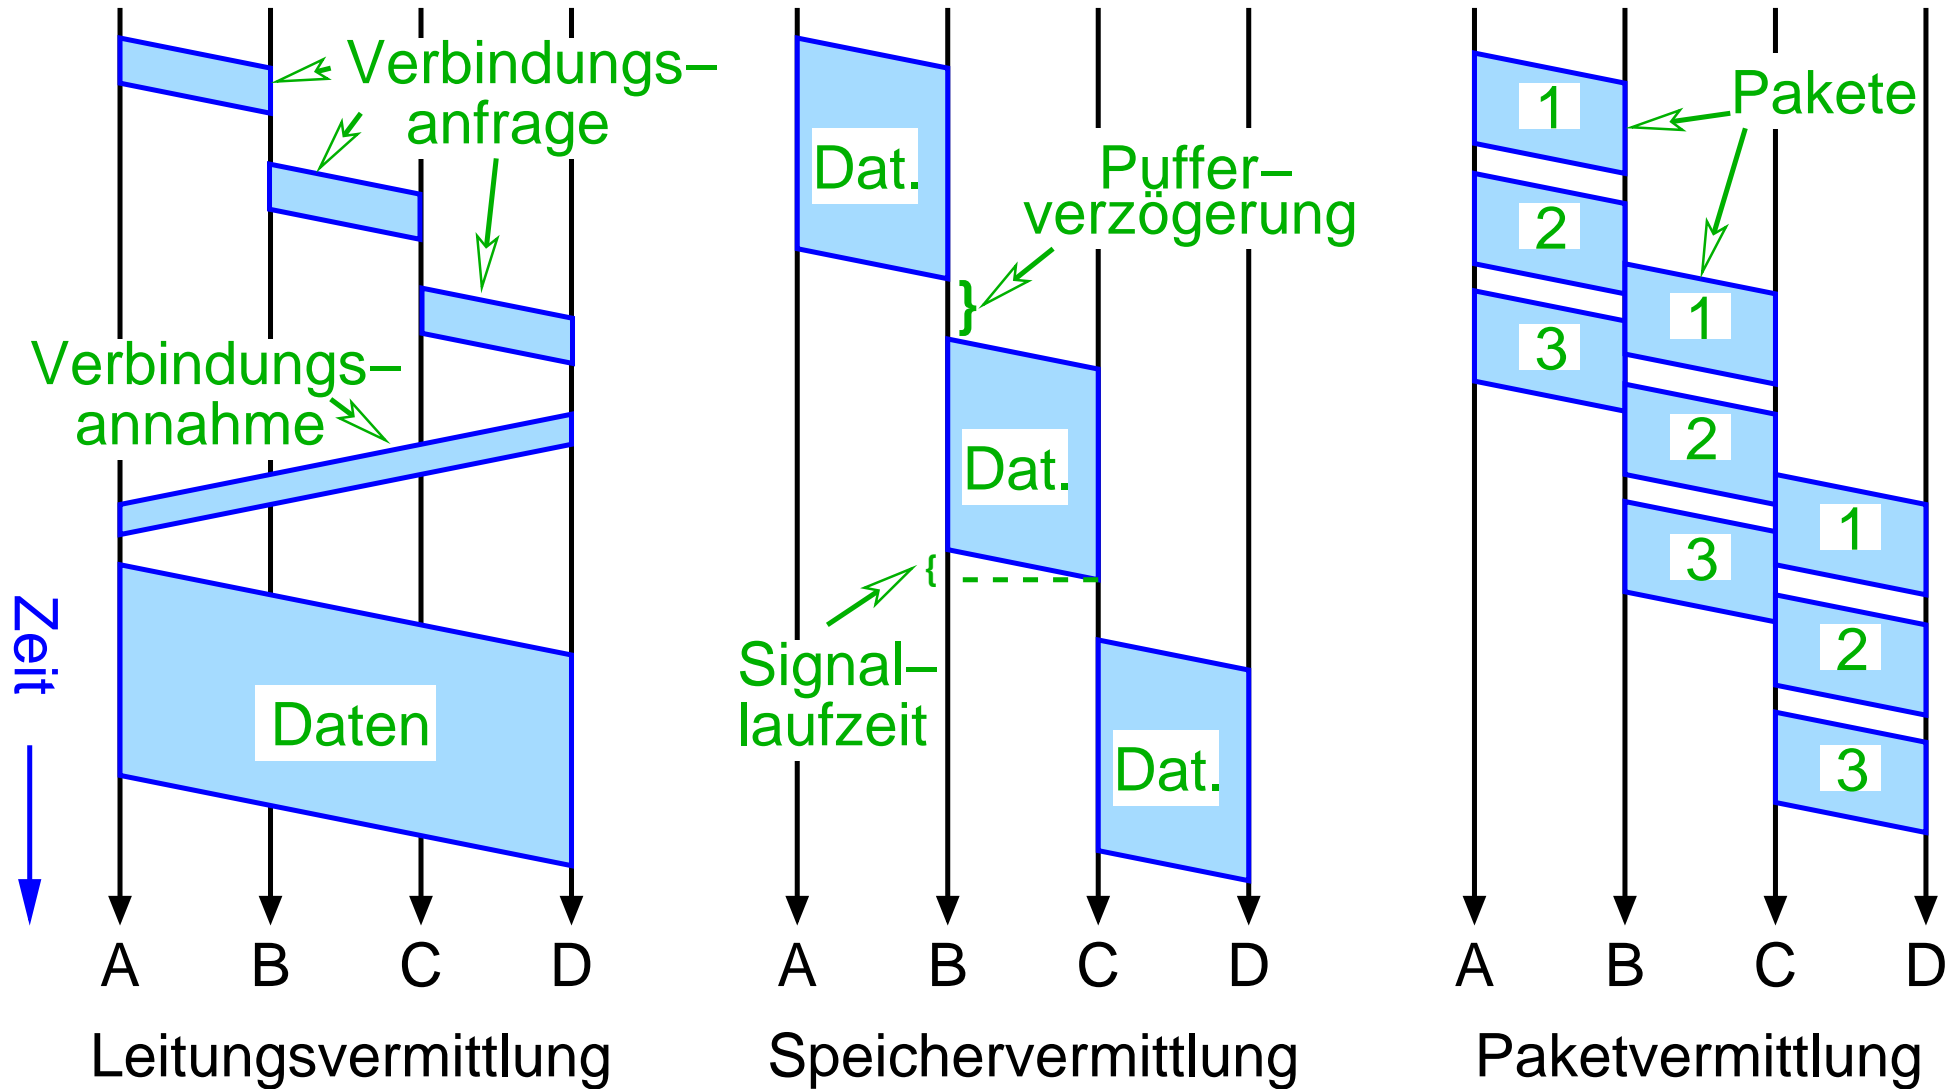 Verbindungs–
anfrage
Verbindungs–
annahme
Daten
Zeit
A B C D
Leitungsvermittlung
Dat.
Puffer–
verzögerung
Dat.
Signal–
laufzeit
Dat.
A B C D
Speichervermittlung
Pakete
1
2
3
1
2
3
1
2
3
A B C D
Paketvermittlung